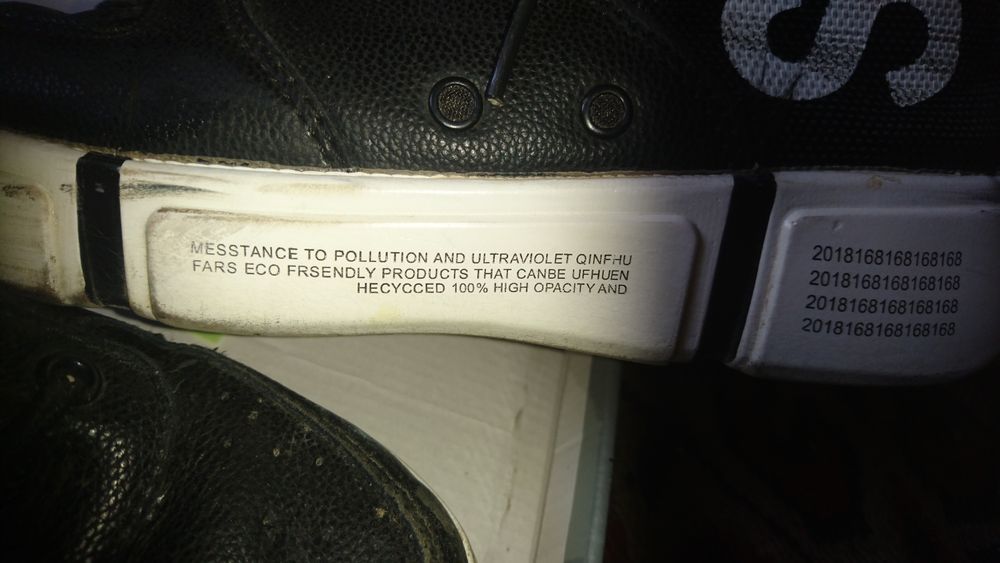 S
MESSTANCE TO POLLUTION AND ULTRAVIOLET QINFHU
FARS ECO FRSENDLY PRODUCTS THAT CANBE UFHUEN
HECYCCED 100% HIGH OPACITY AND
2018168168168168
2018168168168168
2018168168168168
2018168168168168